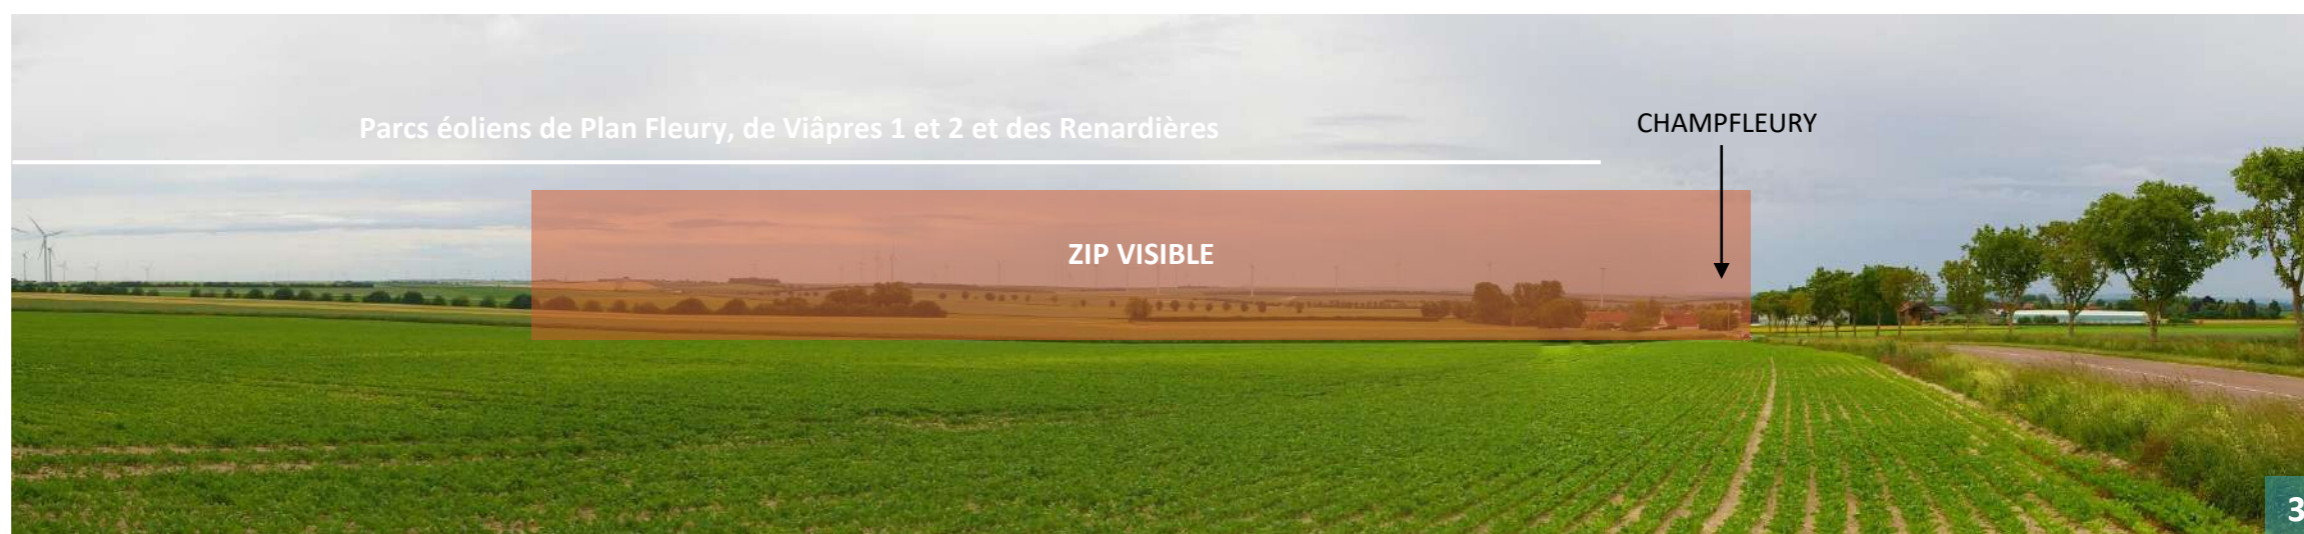 Parcs éoliens de Plan Fleury, de Viâpres 1 et 2 et des Renardières
CHAMPFLEURY
ZIP VISIBLE
3